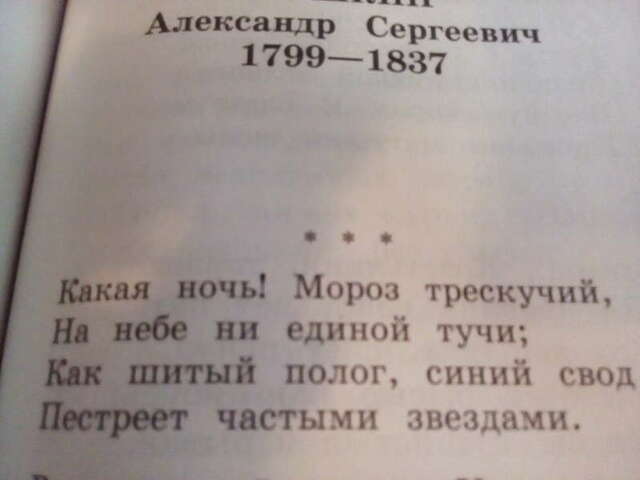 Александр Сергеевич
1799—1837
* * *
Какая ночь! Мороз трескучий,
На небе ни единой тучи;
Как шитый полог, синий свод
Пестреет частыми звездами.